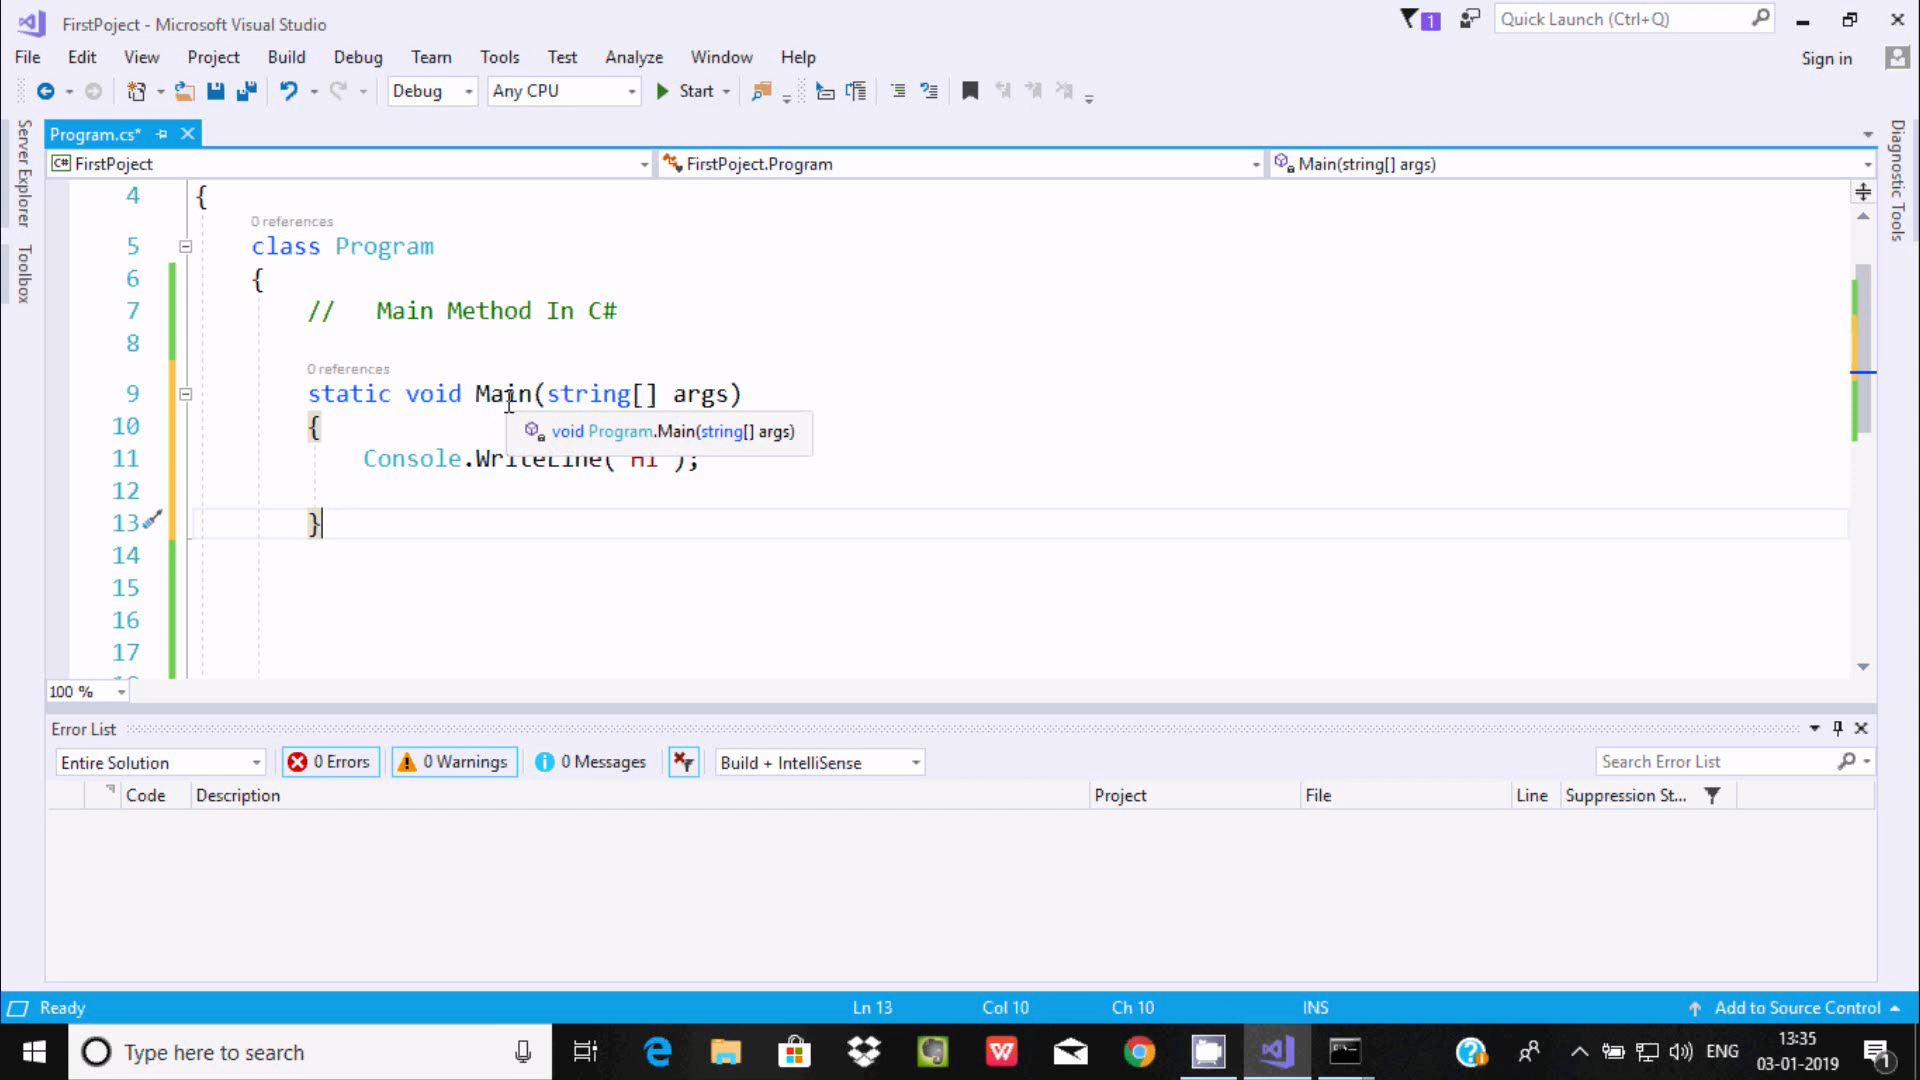 FirstPoject - Microsoft Visual Studio
1
Quick Launch (Ctrl+Q)
File Edit View Project Build Debug Team Tools Test Analyze Window Help
Sign in
Debug Any CPU Start
Server Explorer
Toolbox
Program.cs*
Diagnostic Tools
C# FirstPoject
FirstPoject.Program
Main(string[] args)
4 {
0 references
5 class Program
6 {
7 // Main Method In C#
8
0 references
9 static void Main(string[] args)
10 {
void Program.Main(string[] args)
11 Console.WriteLine("Hi");
12
13 }
14
15
16
17
100 %
Error List
Entire Solution 0 Errors 0 Warnings 0 Messages Build + IntelliSense Search Error List
Code Description Project File Line Suppression St...
Ready Ln 13 Col 10 Ch 10 INS Add to Source Control
Type here to search
ENG
13:35
03-01-2019
1